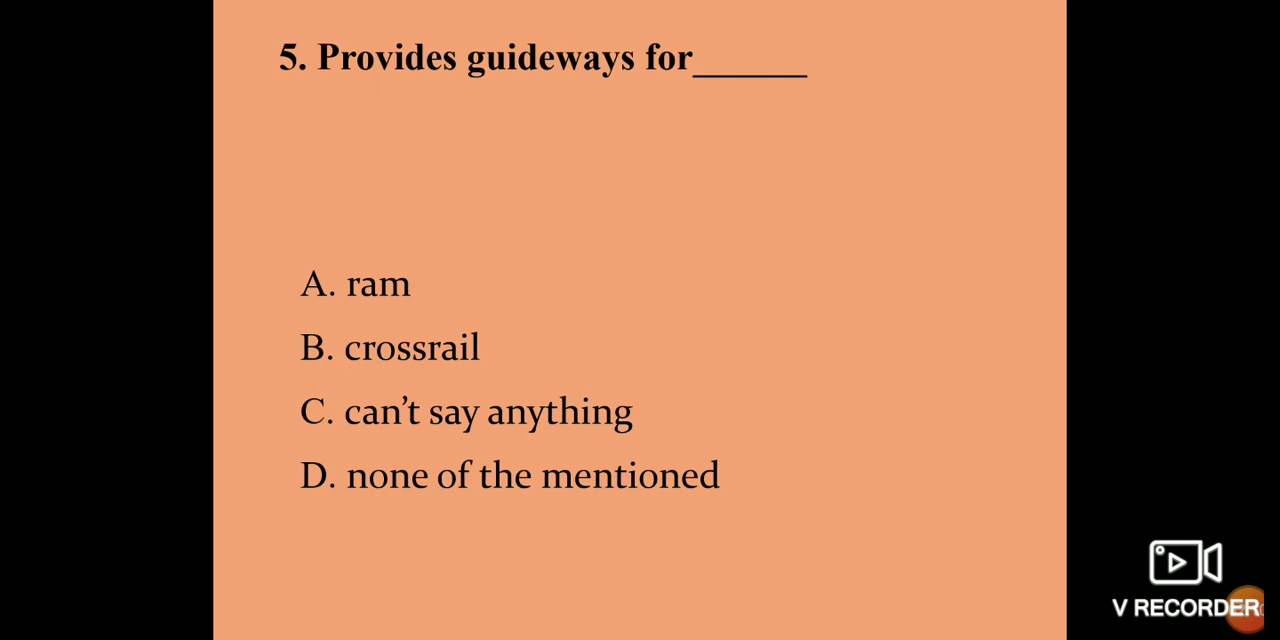 5. Provides guideways for______
A. ram
B. crossrail
C. can’t say anything
D. none of the mentioned
V RECORDER